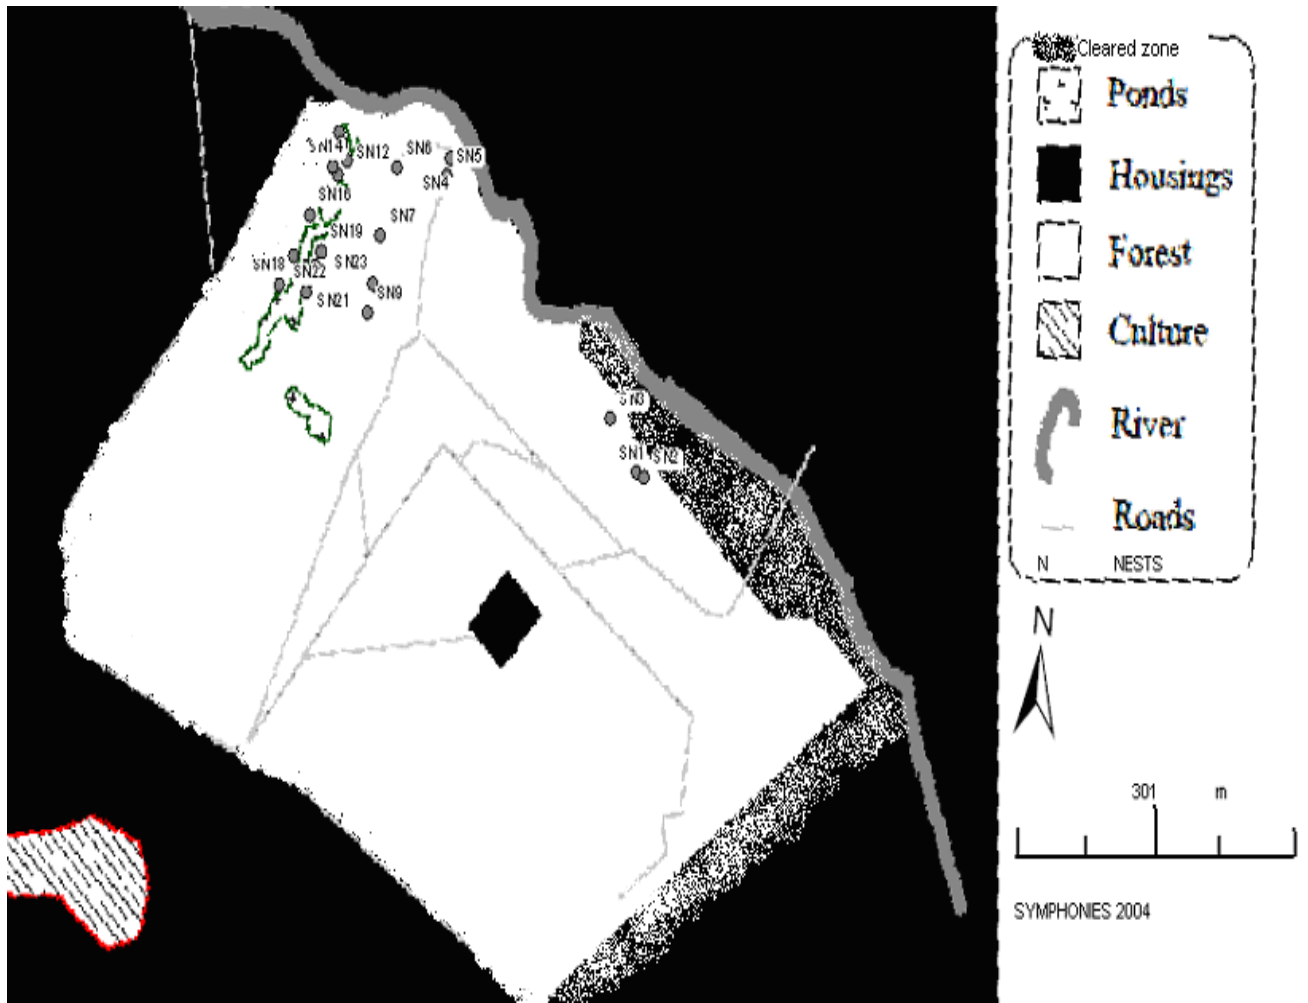 Cleared zone
Ponds
Housings
Forest
Culture
River
Roads
N NESTS
N
301 m
SYMPHONIES 2004
SN14
SN12
SN6
SN5
SN4
SN16
SN7
SN19
SN18
SN22
SN23
SN21
SN9
SN3
SN1
SN2